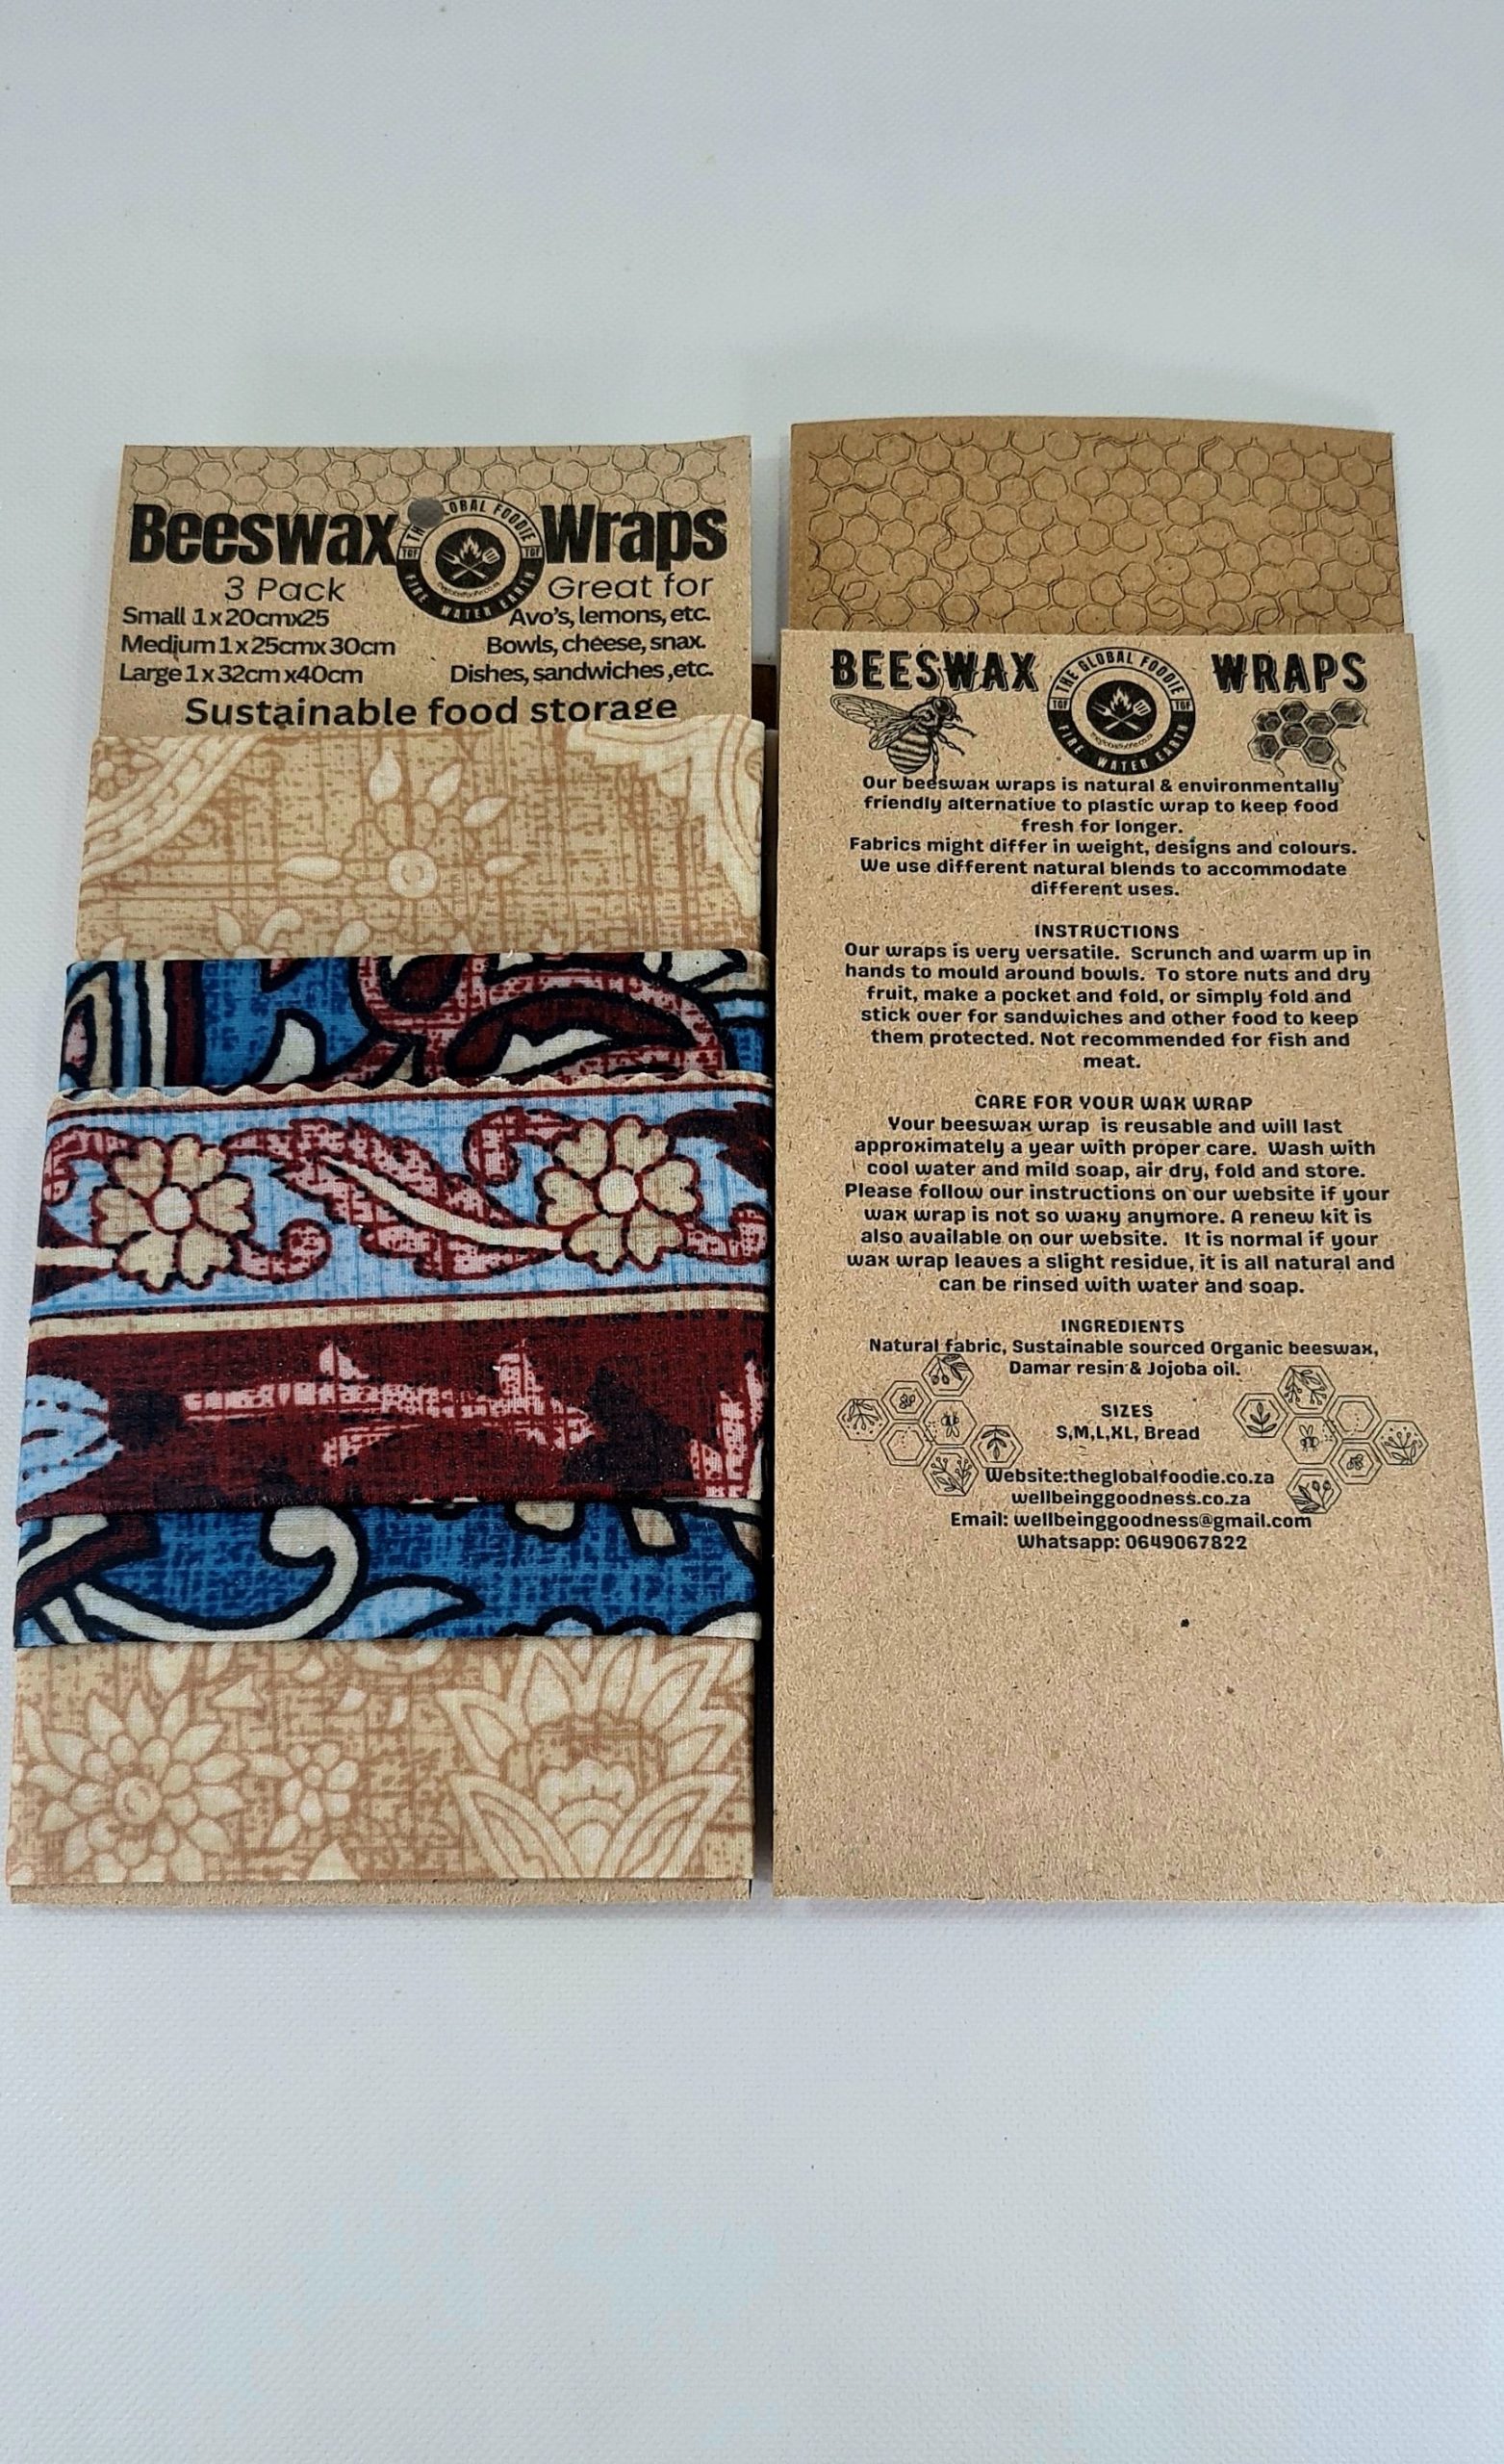 Beeswax Wraps
THE GLOBAL FOODIE
TGF TGF
FIRE WATER EARTH
3 Pack
Small 1 x 20cmx25
Medium 1 x 25cmx 30cm
Large 1 x 32cm x40cm
Great for
Avo's, lemons, etc.
Bowls, cheese, snax.
Dishes, sandwiches ,etc.
Sustainable food storage
BEESWAX WRAPS
THE GLOBAL FOODIE
TGF TGF
FIRE WATER EARTH
Our beeswax wraps is natural & environmentally
friendly alternative to plastic wrap to keep food
fresh for longer.
Fabrics might differ in weight, designs and colours.
We use different natural blends to accommodate
different uses.
INSTRUCTIONS
Our wraps is very versatile. Scrunch and warm up in
hands to mould around bowls. To store nuts and dry
fruit, make a pocket and fold, or simply fold and
stick over for sandwiches and other food to keep
them protected. Not recommended for fish and
meat.
CARE FOR YOUR WAX WRAP
Your beeswax wrap is reusable and will last
approximately a year with proper care. Wash with
cool water and mild soap, air dry, fold and store.
Please follow our instructions on our website if your
wax wrap is not so waxy anymore. A renew kit is
also available on our website. It is normal if your
wax wrap leaves a slight residue, it is all natural and
can be rinsed with water and soap.
INGREDIENTS
Natural fabric, Sustainable sourced Organic beeswax,
Damar resin & Jojoba oil.
SIZES
S,M,L,XL, Bread
Website:theglobalfoodie.co.za
wellbeinggoodness.co.za
Email: wellbeinggoodness@gmail.com
Whatsapp: 0649067822